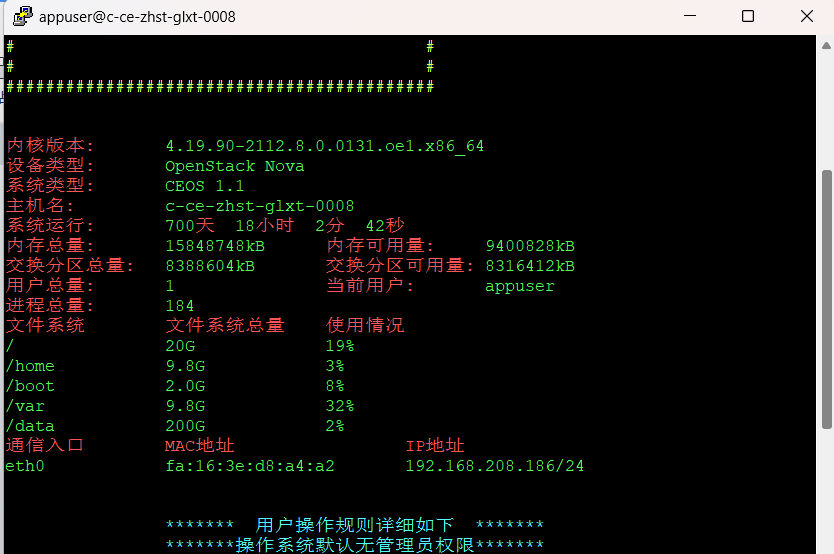 appuser@c-ce-zhst-glxt-0008
# #
# #
###########################################
内核版本: 4.19.90-2112.8.0.0131.oe1.x86_64
设备类型: OpenStack Nova
系统类型: CEOS 1.1
主机名: c-ce-zhst-glxt-0008
系统运行: 700天 18小时 2分 42秒
内存总量: 15848748kB 内存可用量: 9400828kB
交换分区总量: 8388604kB 交换分区可用量: 8316412kB
用户总量: 1 当前用户: appuser
进程总量: 184
文件系统 文件系统总量 使用情况
/ 20G 19%
/home 9.8G 3%
/boot 2.0G 8%
/var 9.8G 32%
/data 200G 2%
通信入口 MAC地址 IP地址
eth0 fa:16:3e:d8:a4:a2 192.168.208.186/24
******* 用户操作规则详细如下 *******
*******操作系统默认无管理员权限*******